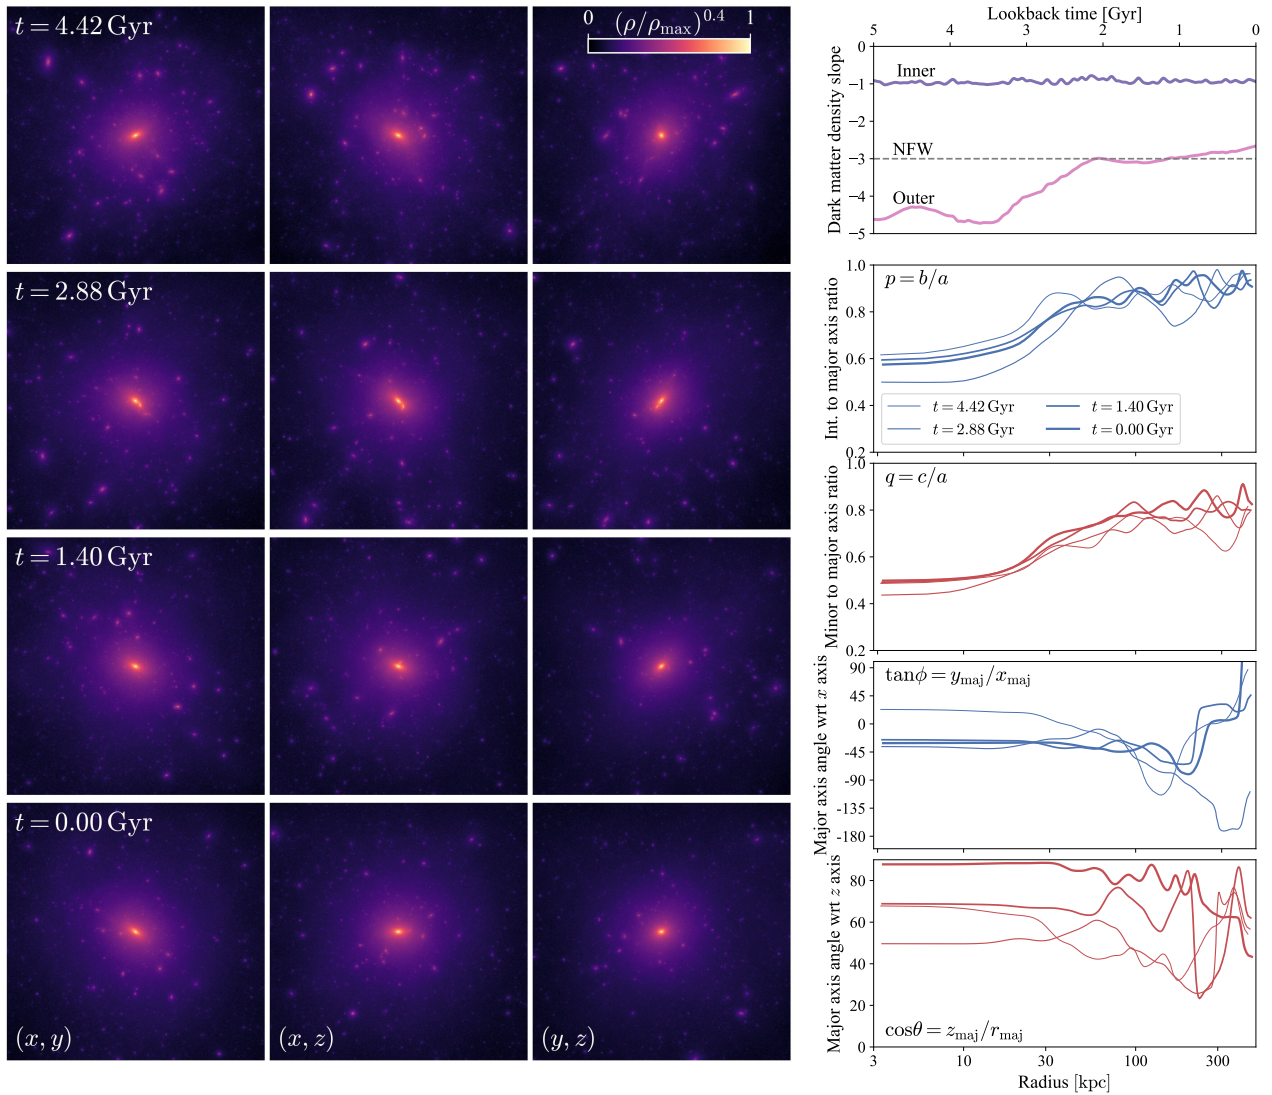 t = 4.42 Gyr
0 (ρ/ρmax)^0.4 1
t = 2.88 Gyr
t = 1.40 Gyr
t = 0.00 Gyr
(x, y)
(x, z)
(y, z)
Lookback time [Gyr]
5 4 3 2 1 0
Dark matter density slope
0
−1
−2
−3
−4
−5
Inner
NFW
Outer
Int. to major axis ratio
1.0
0.8
0.6
0.4
0.2
p = b/a
t = 4.42 Gyr t = 1.40 Gyr
t = 2.88 Gyr t = 0.00 Gyr
Minor to major axis ratio
1.0
0.8
0.6
0.4
0.2
q = c/a
Major axis angle wrt x axis
90
45
0
-45
-90
-135
-180
tanϕ = ymaj/xmaj
Major axis angle wrt z axis
80
60
40
20
0
cosθ = zmaj/rmaj
3 10 30 100 300
Radius [kpc]